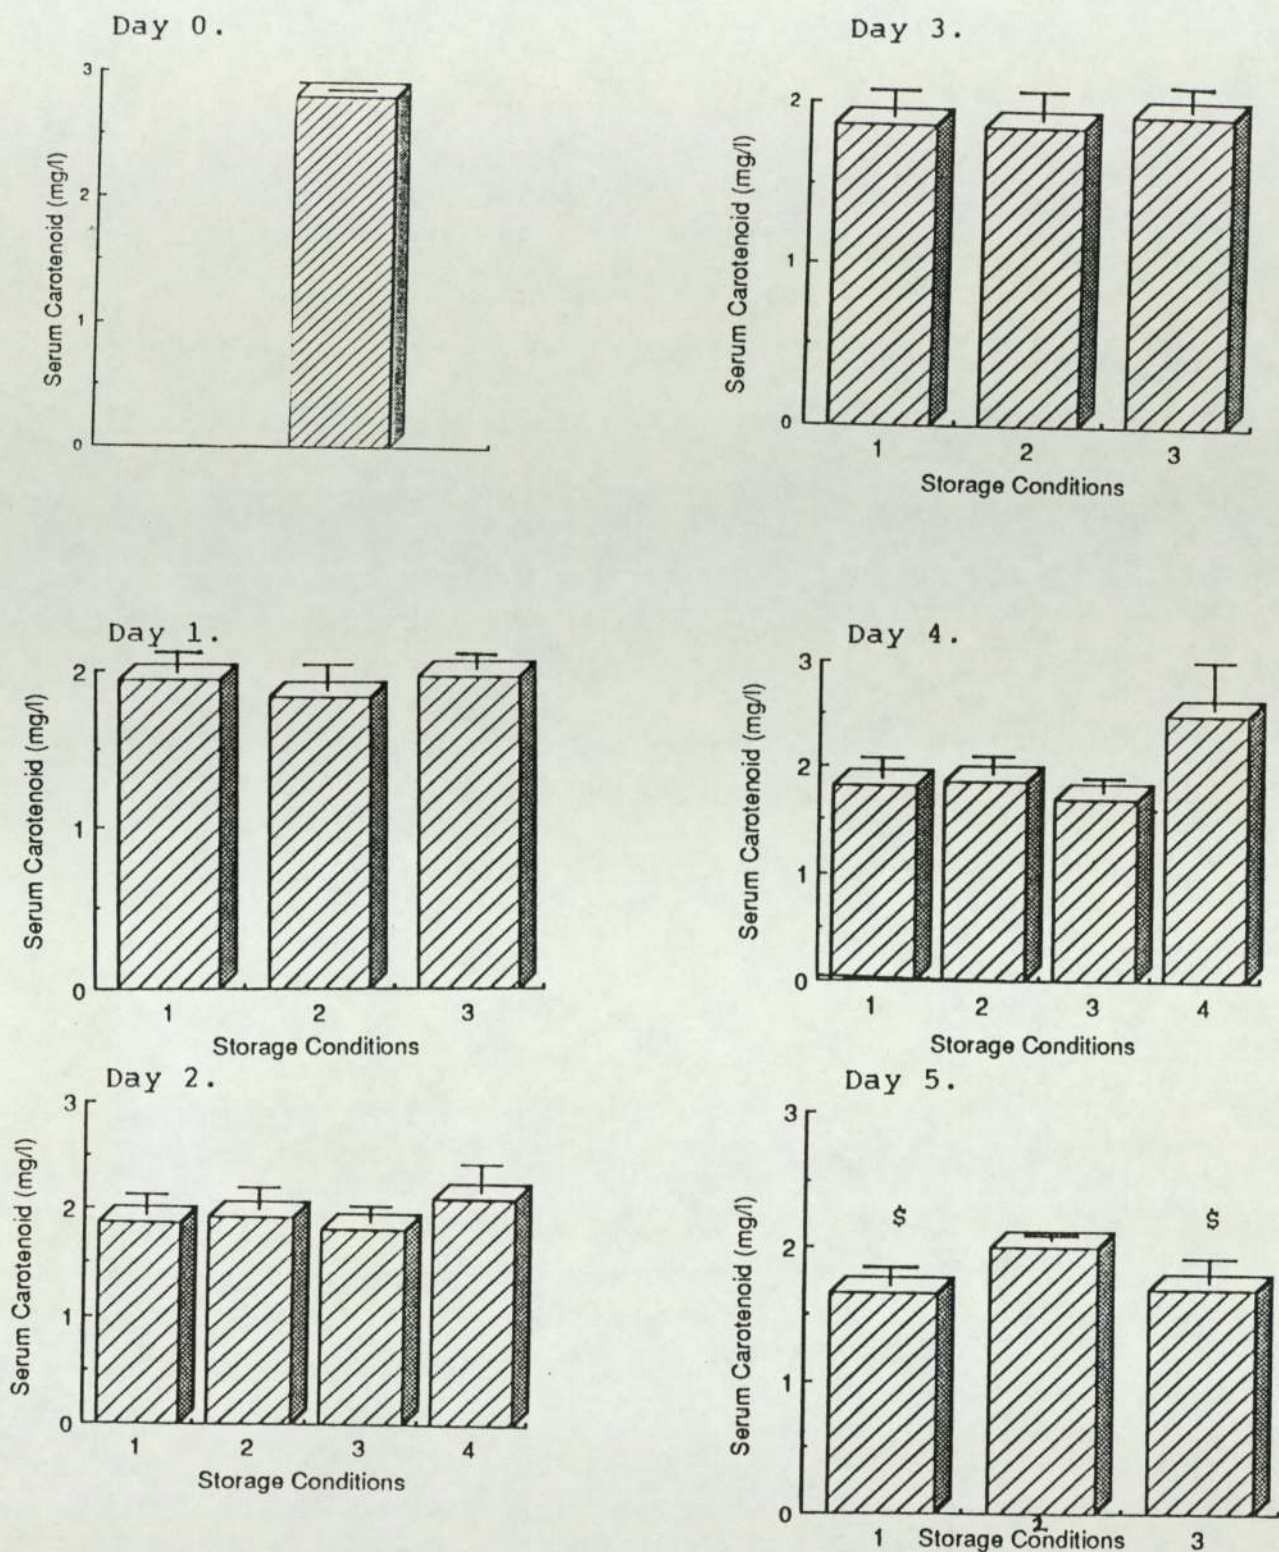 Day 0.
3
2
1
0
Serum Carotenoid (mg/l)
Day 1.
2
1
0
Serum Carotenoid (mg/l)
1 2 3
Storage Conditions
Day 2.
3
2
1
0
Serum Carotenoid (mg/l)
1 2 3 4
Storage Conditions
Day 3.
2
1
0
Serum Carotenoid (mg/l)
1 2 3
Storage Conditions
Day 4.
3
2
1
0
Serum Carotenoid (mg/l)
1 2 3 4
Storage Conditions
Day 5.
3
2
1
0
Serum Carotenoid (mg/l)
$ $
1 2 3
Storage Conditions